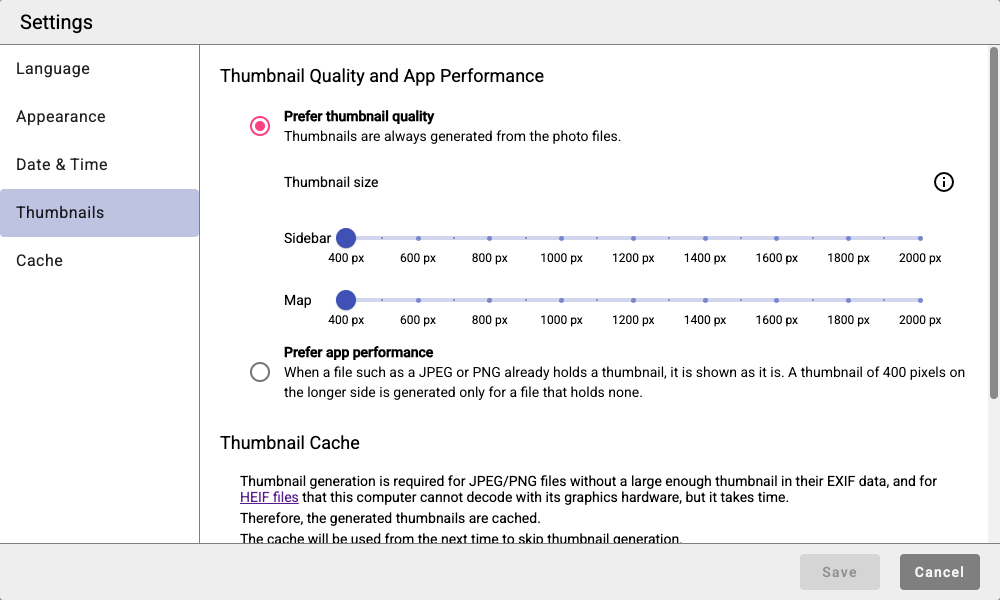 Settings
Language
Appearance
Date & Time
Thumbnails
Cache
Thumbnail Quality and App Performance
Prefer thumbnail quality
Thumbnails are always generated from the photo files.
Thumbnail size
Sidebar
400 px 600 px 800 px 1000 px 1200 px 1400 px 1600 px 1800 px 2000 px
Map
400 px 600 px 800 px 1000 px 1200 px 1400 px 1600 px 1800 px 2000 px
Prefer app performance
When a file such as a JPEG or PNG already holds a thumbnail, it is shown as it is. A thumbnail of 400 pixels on
the longer side is generated only for a file that holds none.
Thumbnail Cache
Thumbnail generation is required for JPEG/PNG files without a large enough thumbnail in their EXIF data, and for
HEIF files that this computer cannot decode with its graphics hardware, but it takes time.
Therefore, the generated thumbnails are cached.
The cache will be used from the next time to skip thumbnail generation.
Save
Cancel